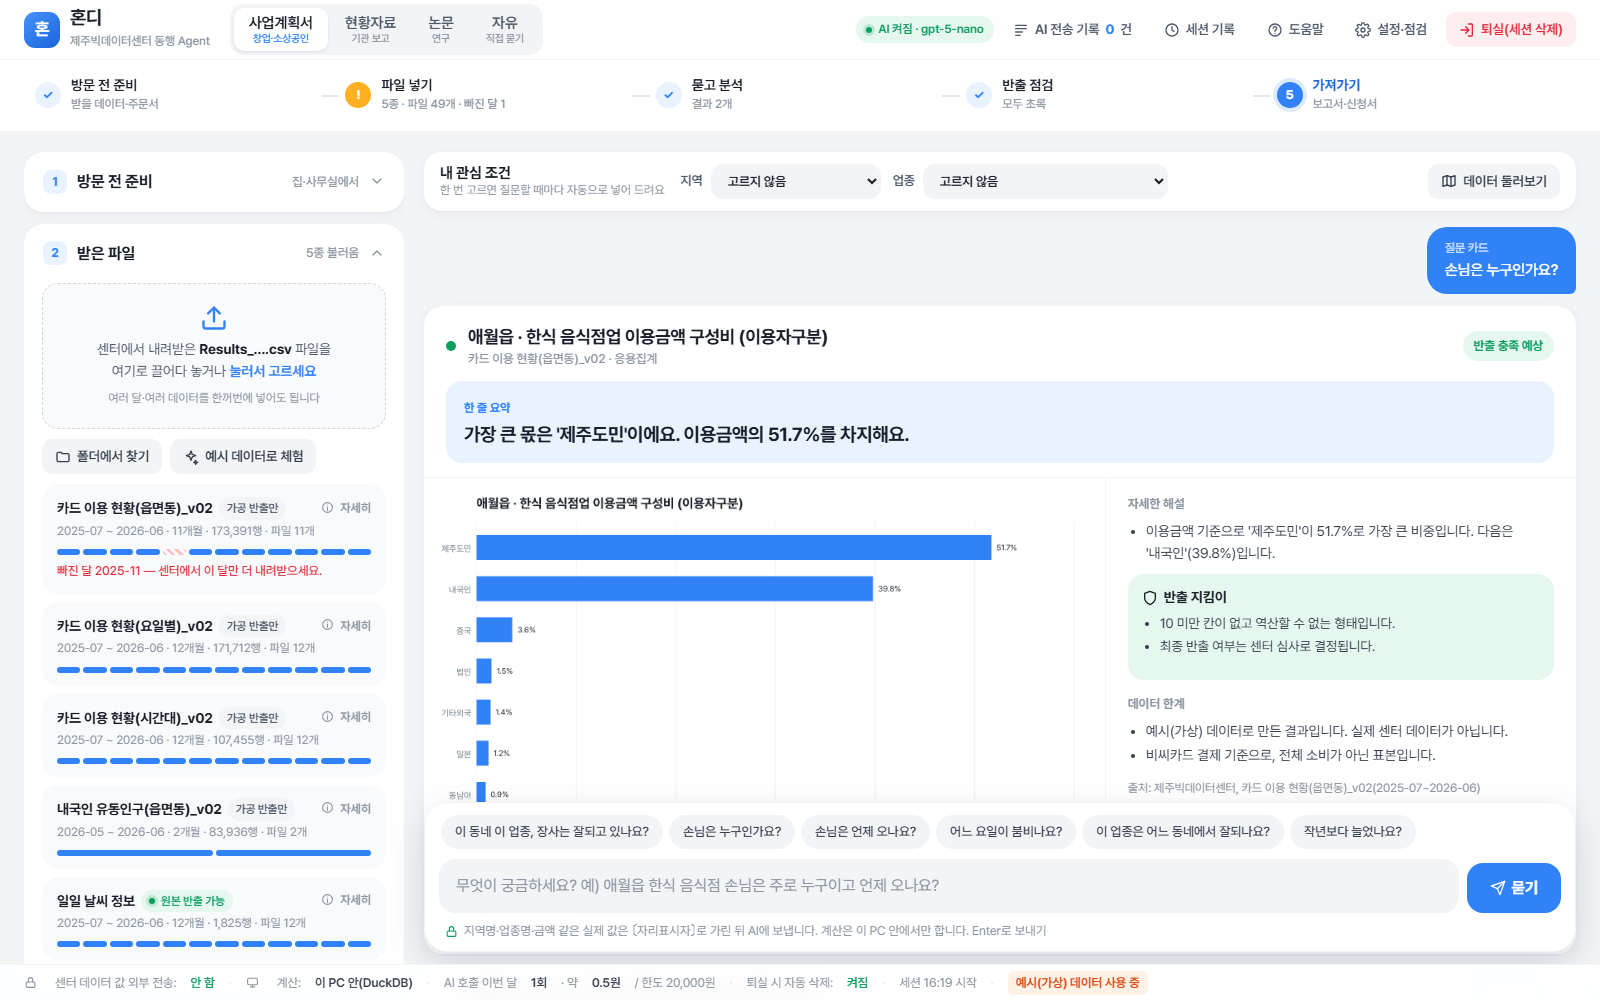 혼 혼디
제주빅데이터센터 동행 Agent
사업계획서
창업·소상공인
현황자료
기관 보고
논문
연구
자유
직접 묻기
AI 켜짐 · gpt-5-nano
AI 전송 기록 0 건
세션 기록
도움말
설정·점검
퇴실(세션 삭제)
방문 전 준비
받을 데이터·주문서
! 파일 넣기
5종 · 파일 49개 · 빠진 달 1
묻고 분석
결과 2개
반출 점검
모두 초록
5 가져가기
보고서·신청서
1 방문 전 준비 집·사무실에서
2 받은 파일 5종 불러옴
센터에서 내려받은 Results_....csv 파일을
여기로 끌어다 놓거나 눌러서 고르세요
여러 달·여러 데이터를 한꺼번에 넣어도 됩니다
폴더에서 찾기
예시 데이터로 체험
카드 이용 현황(읍면동)_v02 가공 반출만 자세히
2025-07 ~ 2026-06 · 11개월 · 173,391행 · 파일 11개
빠진 달 2025-11 — 센터에서 이 달만 더 내려받으세요.
카드 이용 현황(요일별)_v02 가공 반출만 자세히
2025-07 ~ 2026-06 · 12개월 · 171,712행 · 파일 12개
카드 이용 현황(시간대)_v02 가공 반출만 자세히
2025-07 ~ 2026-06 · 12개월 · 107,455행 · 파일 12개
내국인 유동인구(읍면동)_v02 가공 반출만 자세히
2026-05 ~ 2026-06 · 2개월 · 83,936행 · 파일 2개
일일 날씨 정보 원본 반출 가능 자세히
2025-07 ~ 2026-06 · 12개월 · 1,825행 · 파일 12개
내 관심 조건
한 번 고르면 질문할 때마다 자동으로 넣어 드려요
지역 고르지 않음
업종 고르지 않음
데이터 둘러보기
질문 카드
손님은 누구인가요?
애월읍 · 한식 음식점업 이용금액 구성비 (이용자구분)
카드 이용 현황(읍면동)_v02 · 응용집계
반출 충족 예상
한 줄 요약
가장 큰 몫은 '제주도민'이에요. 이용금액의 51.7%를 차지해요.
애월읍 · 한식 음식점업 이용금액 구성비 (이용자구분)
제주도민 51.7%
내국인 39.8%
중국 3.6%
법인 1.5%
기타외국 1.4%
일본 1.2%
동남아 0.9%
자세한 해설
• 이용금액 기준으로 '제주도민'이 51.7%로 가장 큰 비중입니다. 다음은
'내국인'(39.8%)입니다.
반출 지킴이
• 10 미만 칸이 없고 역산할 수 없는 형태입니다.
• 최종 반출 여부는 센터 심사로 결정됩니다.
데이터 한계
• 예시(가상) 데이터로 만든 결과입니다. 실제 센터 데이터가 아닙니다.
• 비씨카드 결제 기준으로, 전체 소비가 아닌 표본입니다.
출처: 제주빅데이터센터, 카드 이용 현황(읍면동)_v02(2025-07~2026-06)
이 동네 이 업종, 장사는 잘되고 있나요?
손님은 누구인가요?
손님은 언제 오나요?
어느 요일이 붐비나요?
이 업종은 어느 동네에서 잘되나요?
작년보다 늘었나요?
무엇이 궁금하세요? 예) 애월읍 한식 음식점 손님은 주로 누구이고 언제 오나요?
묻기
지역명·업종명·금액 같은 실제 값은 [자리표시자]로 가린 뒤 AI에 보냅니다. 계산은 이 PC 안에서만 합니다. Enter로 보내기
센터 데이터 값 외부 전송: 안 함 · 계산: 이 PC 안(DuckDB) · AI 호출 이번 달 1회 · 약 0.5원 / 한도 20,000원 · 퇴실 시 자동 삭제: 켜짐 · 세션 16:19 시작 · 예시(가상) 데이터 사용 중